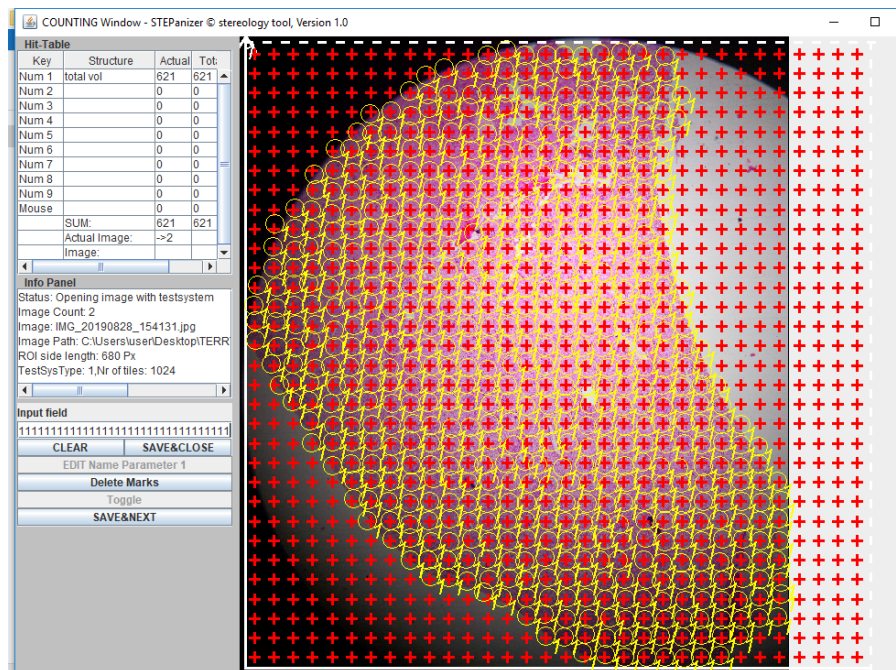 COUNTING Window - STEPanizer © stereology tool, Version 1.0
Hit-Table
Key Structure Actual Tota
Num 1 total vol 621 621
Num 2 0 0
Num 3 0 0
Num 4 0 0
Num 5 0 0
Num 6 0 0
Num 7 0 0
Num 8 0 0
Num 9 0 0
Mouse 0 0
SUM: 621 621
Actual Image: ->2
Image:
Info Panel
Status: Opening image with testsystem
Image Count: 2
Image: IMG_20190828_154131.jpg
Image Path: C:\Users\user\Desktop\TERR
ROI side length: 680 Px
TestSysType: 1,Nr of tiles: 1024
Input field
CLEAR SAVE&CLOSE
EDIT Name Parameter 1
Delete Marks
Toggle
SAVE&NEXT